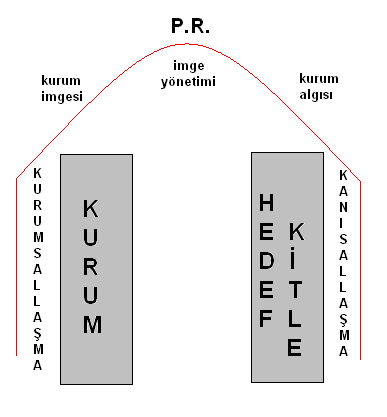 P.R.
kurum
imgesi
imge
yönetimi
kurum
algısı
KURUMSALLAŞMA
KURUM
HEDEF
KİTLE
KANISALLAŞMA